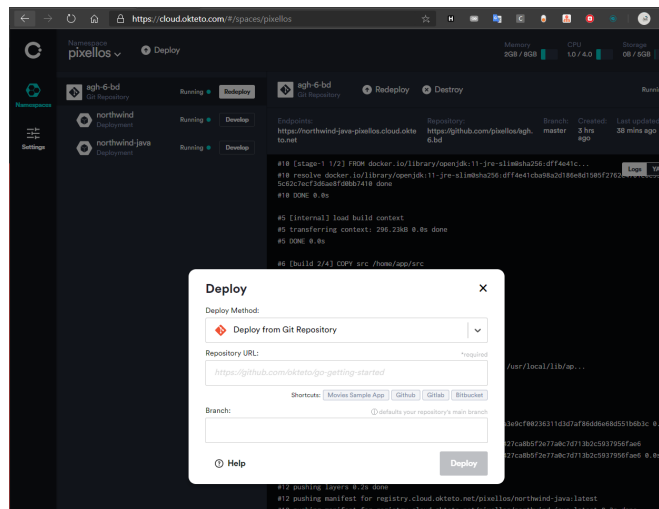 https://cloud.okteto.com/#/spaces/pixellos
Namespace
pixellos
Deploy
Memory
2GB / 8GB
CPU
1.0 / 4.0
Storage
0B / 5GB
Namespaces
Settings
agh-6-bd
Git Repository
Running
Redeploy
northwind
Deployment
Running
Develop
northwind-java
Deployment
Running
Develop
agh-6-bd
Git Repository
Redeploy
Destroy
Endpoints:
https://northwind-java-pixellos.cloud.okte
to.net
Repository:
https://github.com/pixellos/agh.
6.bd
Branch:
master
Created:
3 hrs
ago
Last updated
38 mins ago
Logs
#10 [stage-1 1/2] FROM docker.io/library/openjdk:11-jre-slim@sha256:dff4e41c...
#10 resolve docker.io/library/openjdk:11-jre-slim@sha256:dff4e41cba98a2d186e8d1505f2762
5c62c7ecf3d6ae8fd0bb7410 done
#10 DONE 0.0s
#5 [internal] load build context
#5 transferring context: 296.23kB 0.0s done
#5 DONE 0.0s
#6 [build 2/4] COPY src /home/app/src
Deploy
Deploy Method:
Deploy from Git Repository
Repository URL:
*required
https://github.com/okteto/go-getting-started
Shortcuts:
Movies Sample App
Github
Gitlab
Bitbucket
Branch:
defaults your repository's main branch
Help
Deploy
/usr/local/lib/ap...
#12 pushing layers 0.2s done
#12 pushing manifest for registry.cloud.okteto.net/pixellos/northwind-java:latest